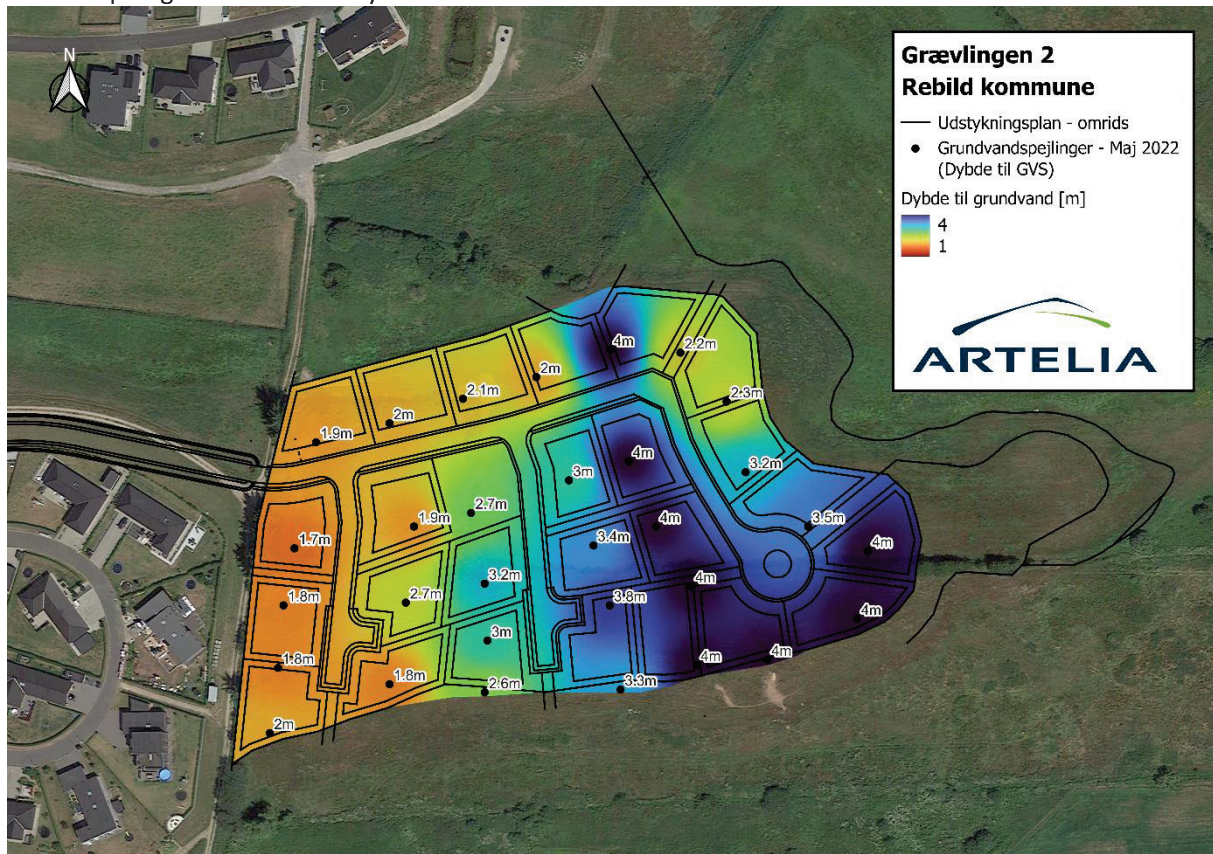 Grævlingen 2
Rebild kommune
Udstykningsplan - omrids
Grundvandspejlinger - Maj 2022
(Dybde til GVS)
Dybde til grundvand [m]
4
1
ARTELIA
N
4m
2.2m
2m
2.1m
2.3m
2m
1.9m
4m
3.2m
3m
2.7m
1.9m
4m
3.5m
3.4m
1.7m
4m
3.2m
4m
2.7m
1.8m
3.8m
4m
3m
1.8m
4m
4m
1.8m
2.6m
3.3m
2m